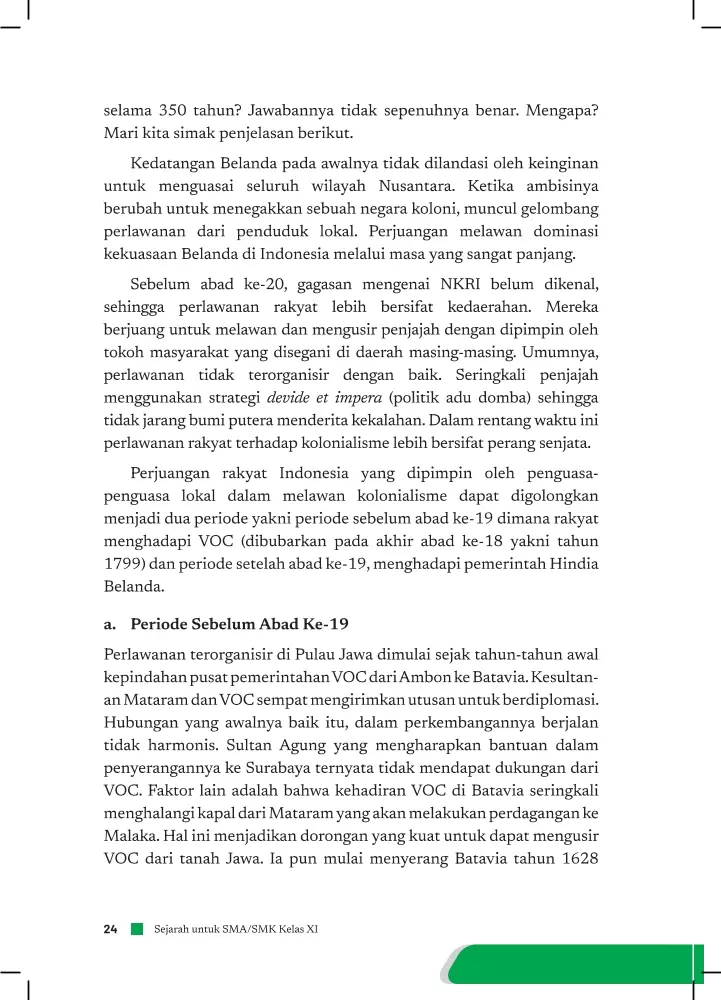 selama 350 tahun? Jawabannya tidak sepenuhnya benar. Mengapa?
Mari kita simak penjelasan berikut.
Kedatangan Belanda pada awalnya tidak dilandasi oleh keinginan
untuk menguasai seluruh wilayah Nusantara. Ketika ambisinya
berubah untuk menegakkan sebuah negara koloni, muncul gelombang
perlawanan dari penduduk lokal. Perjuangan melawan dominasi
kekuasaan Belanda di Indonesia melalui masa yang sangat panjang.
Sebelum abad ke-20, gagasan mengenai NKRI belum dikenal,
sehingga perlawanan rakyat lebih bersifat kedaerahan. Mereka
berjuang untuk melawan dan mengusir penjajah dengan dipimpin oleh
tokoh masyarakat yang disegani di daerah masing-masing. Umumnya,
perlawanan tidak terorganisir dengan baik. Seringkali penjajah
menggunakan strategi devide et impera (politik adu domba) sehingga
tidak jarang bumi putera menderita kekalahan. Dalam rentang waktu ini
perlawanan rakyat terhadap kolonialisme lebih bersifat perang senjata.
Perjuangan rakyat Indonesia yang dipimpin oleh penguasa-
penguasa lokal dalam melawan kolonialisme dapat digolongkan
menjadi dua periode yakni periode sebelum abad ke-19 dimana rakyat
menghadapi VOC (dibubarkan pada akhir abad ke-18 yakni tahun
1799) dan periode setelah abad ke-19, menghadapi pemerintah Hindia
Belanda.
a. Periode Sebelum Abad Ke-19
Perlawanan terorganisir di Pulau Jawa dimulai sejak tahun-tahun awal
kepindahan pusat pemerintahan VOC dari Ambon ke Batavia. Kesultan-
an Mataram dan VOC sempat mengirimkan utusan untuk berdiplomasi.
Hubungan yang awalnya baik itu, dalam perkembangannya berjalan
tidak harmonis. Sultan Agung yang mengharapkan bantuan dalam
penyerangannya ke Surabaya ternyata tidak mendapat dukungan dari
VOC. Faktor lain adalah bahwa kehadiran VOC di Batavia seringkali
menghalangi kapal dari Mataram yang akan melakukan perdagangan ke
Malaka. Hal ini menjadikan dorongan yang kuat untuk dapat mengusir
VOC dari tanah Jawa. Ia pun mulai menyerang Batavia tahun 1628
24 Sejarah untuk SMA/SMK Kelas XI